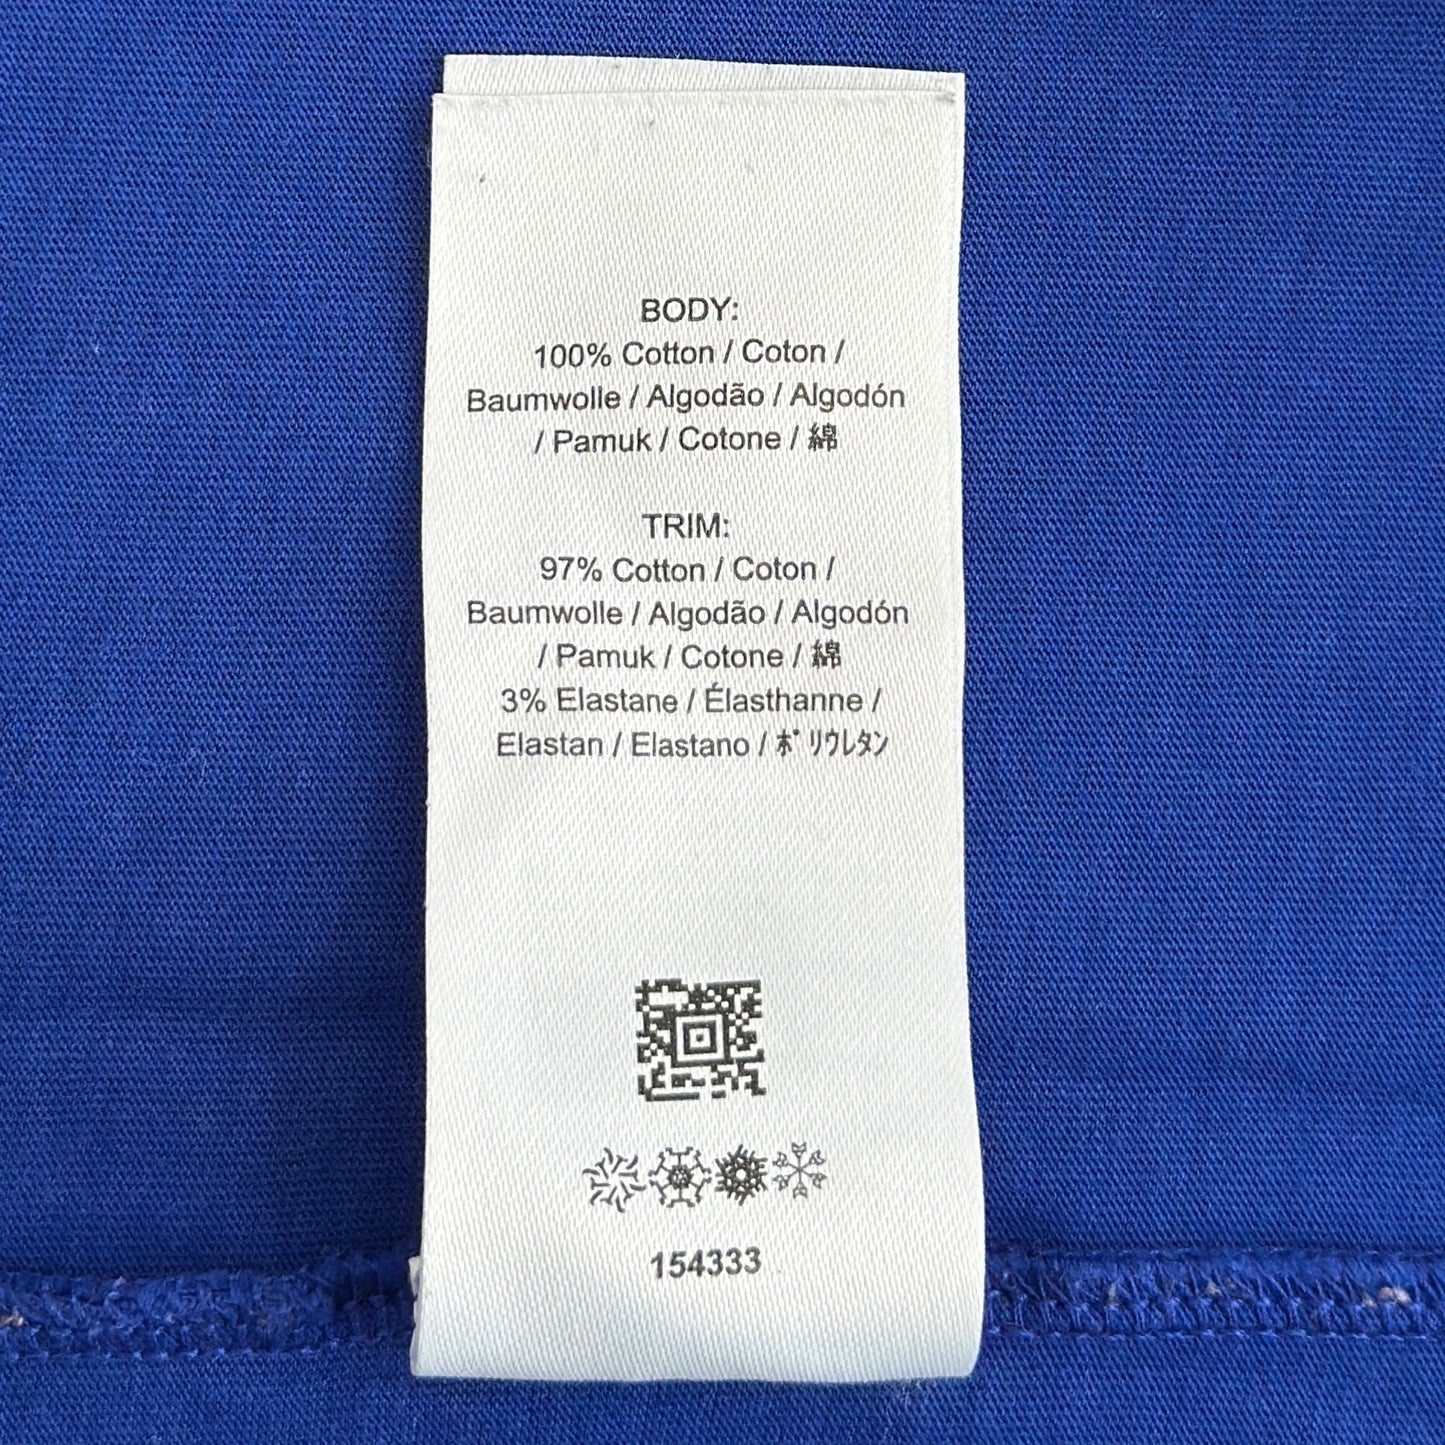 BODY:
100% Cotton / Coton /
Baumwolle / Algodão / Algodón
/ Pamuk / Cotone / 綿
TRIM:
97% Cotton / Coton /
Baumwolle / Algodão / Algodón
/ Pamuk / Cotone / 綿
3% Elastane / Élasthanne /
Elastan / Elastano / ﾎﾟﾘｳﾚﾀﾝ
154333